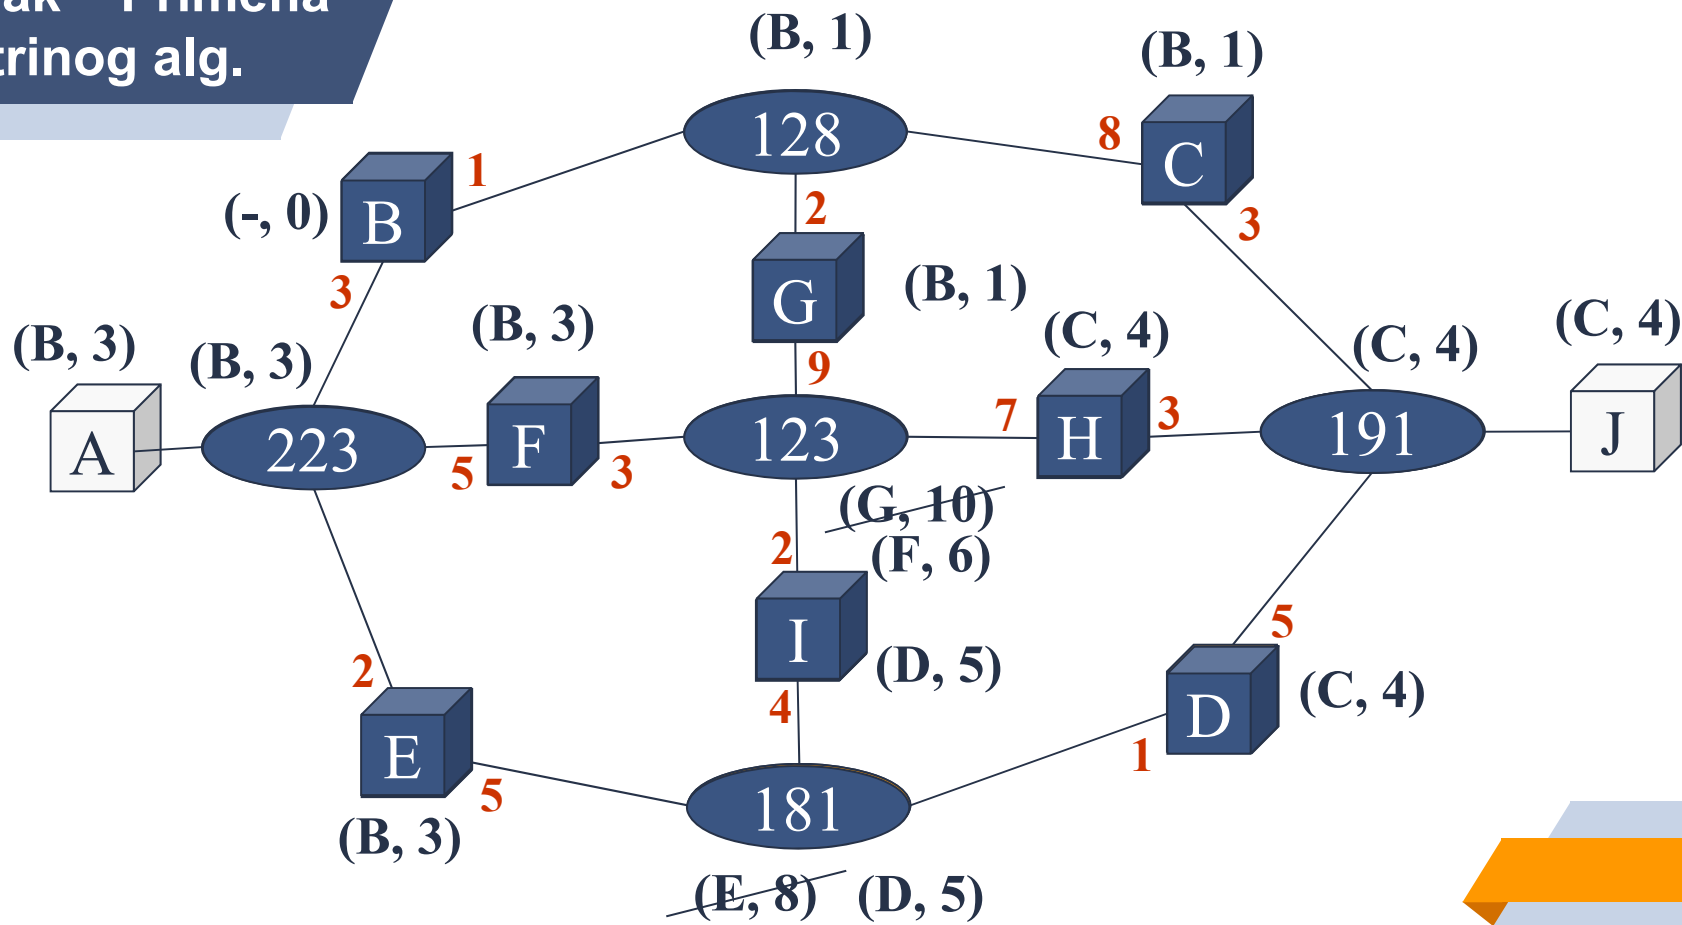 trinog alg.
(B, 1)
(B, 1)
128
8
C
1
B
(-, 0)
2
3
3
G
(B, 1)
(B, 3)
(B, 3)
(B, 3)
9
(C, 4)
(C, 4)
(C, 4)
A
223
5
F
3
123
7
H
3
191
J
(G, 10)
2
(F, 6)
I
(D, 5)
5
2
4
D
(C, 4)
E
1
5
181
(B, 3)
(E, 8)
(D, 5)